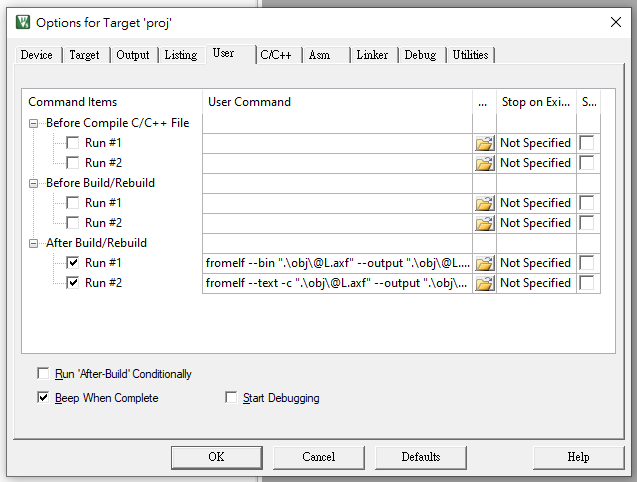 Options for Target 'proj'
Device Target Output Listing User C/C++ Asm Linker Debug Utilities
Command Items User Command ... Stop on Exi... S...
Before Compile C/C++ File
Run #1 Not Specified
Run #2 Not Specified
Before Build/Rebuild
Run #1 Not Specified
Run #2 Not Specified
After Build/Rebuild
Run #1 fromelf --bin ".\obj\@L.axf" --output ".\obj\@L.... Not Specified
Run #2 fromelf --text -c ".\obj\@L.axf" --output ".\obj\... Not Specified
Run 'After-Build' Conditionally
Beep When Complete Start Debugging
OK Cancel Defaults Help